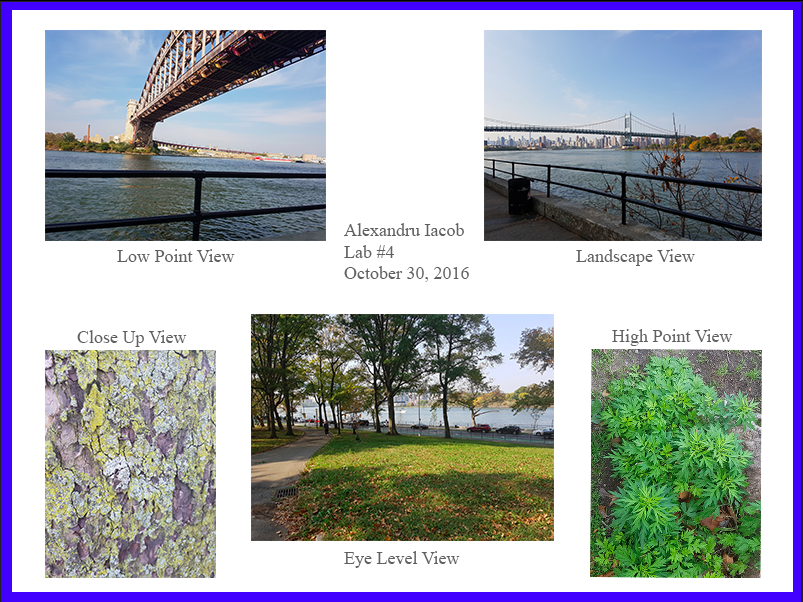 Alexandru Iacob
Lab #4
October 30, 2016
Low Point View
Landscape View
Close Up View
High Point View
Eye Level View